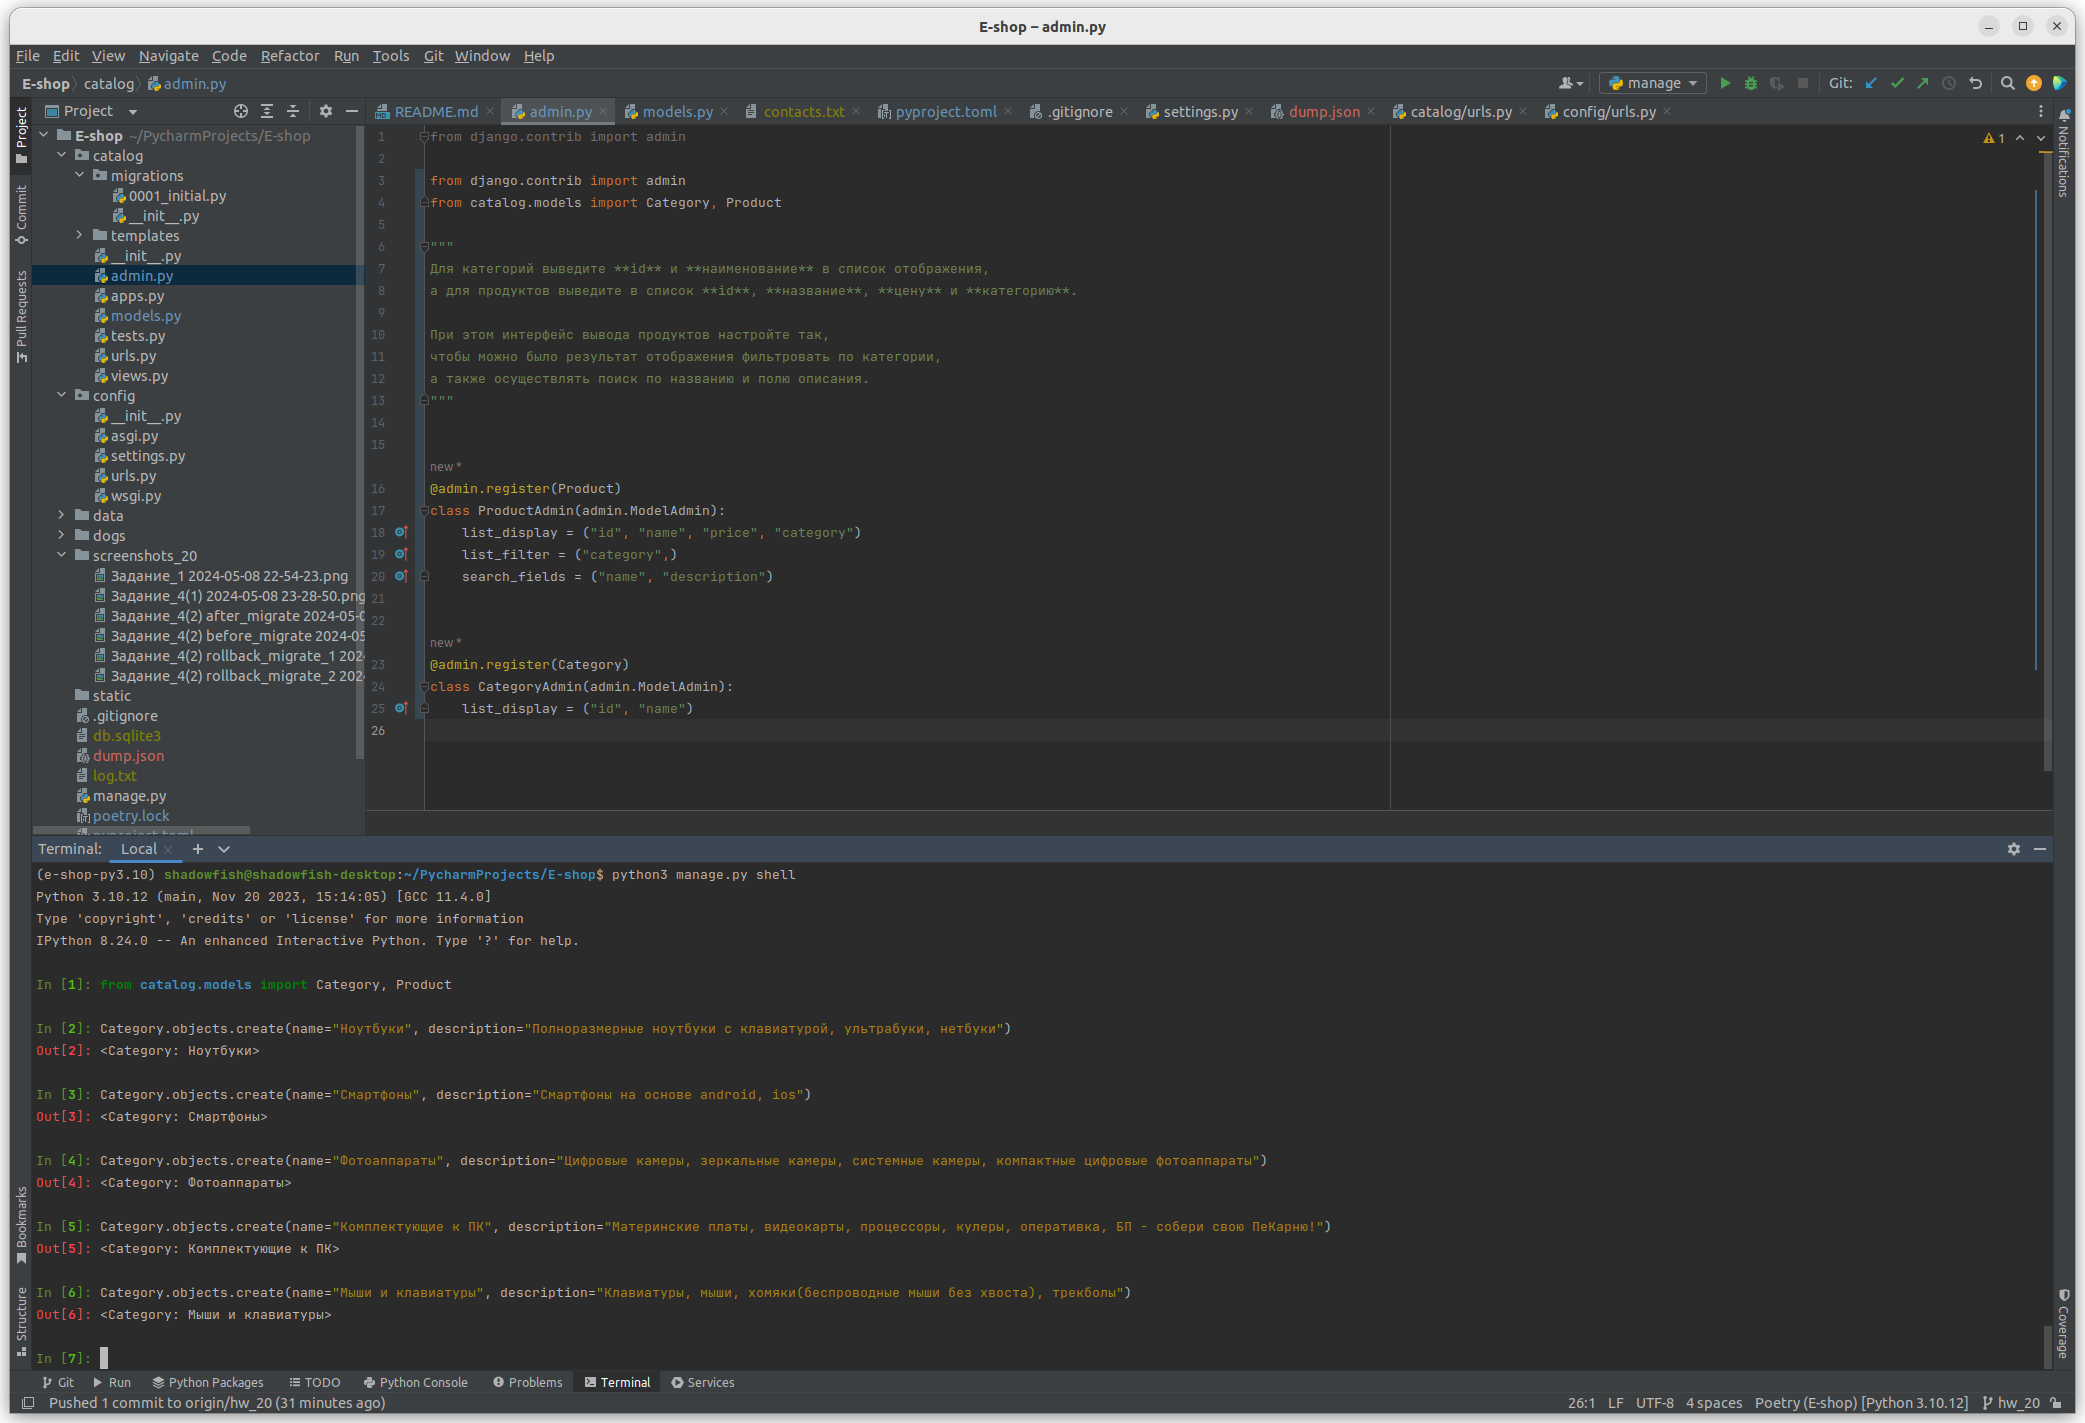 E-shop – admin.py
File Edit View Navigate Code Refactor Run Tools Git Window Help
E-shop catalog admin.py
manage Git:
Project
README.md admin.py models.py contacts.txt pyproject.toml .gitignore settings.py dump.json catalog/urls.py config/urls.py
Project
Commit
Pull Requests
Bookmarks
Structure
Notifications
Coverage
E-shop ~/PycharmProjects/E-shop
catalog
migrations
0001_initial.py
__init__.py
templates
__init__.py
admin.py
apps.py
models.py
tests.py
urls.py
views.py
config
__init__.py
asgi.py
settings.py
urls.py
wsgi.py
data
dogs
screenshots_20
Задание_1 2024-05-08 22-54-23.png
Задание_4(1) 2024-05-08 23-28-50.png
Задание_4(2) after_migrate 2024-05-0
Задание_4(2) before_migrate 2024-05
Задание_4(2) rollback_migrate_1 202
Задание_4(2) rollback_migrate_2 202
static
.gitignore
db.sqlite3
dump.json
log.txt
manage.py
poetry.lock
pyproject.toml
1 from django.contrib import admin
1
2
3 from django.contrib import admin
4 from catalog.models import Category, Product
5
6 """
7 Для категорий выведите **id** и **наименование** в список отображения,
8 а для продуктов выведите в список **id**, **название**, **цену** и **категорию**.
9
10 При этом интерфейс вывода продуктов настройте так,
11 чтобы можно было результат отображения фильтровать по категории,
12 а также осуществлять поиск по названию и полю описания.
13 """
14
15
new *
16 @admin.register(Product)
17 class ProductAdmin(admin.ModelAdmin):
18 list_display = ("id", "name", "price", "category")
19 list_filter = ("category",)
20 search_fields = ("name", "description")
21
22
new *
23 @admin.register(Category)
24 class CategoryAdmin(admin.ModelAdmin):
25 list_display = ("id", "name")
26
Terminal: Local
(e-shop-py3.10) shadowfish@shadowfish-desktop:~/PycharmProjects/E-shop$ python3 manage.py shell
Python 3.10.12 (main, Nov 20 2023, 15:14:05) [GCC 11.4.0]
Type 'copyright', 'credits' or 'license' for more information
IPython 8.24.0 -- An enhanced Interactive Python. Type '?' for help.
In [1]: from catalog.models import Category, Product
In [2]: Category.objects.create(name="Ноутбуки", description="Полноразмерные ноутбуки с клавиатурой, ультрабуки, нетбуки")
Out[2]: <Category: Ноутбуки>
In [3]: Category.objects.create(name="Смартфоны", description="Смартфоны на основе android, ios")
Out[3]: <Category: Смартфоны>
In [4]: Category.objects.create(name="Фотоаппараты", description="Цифровые камеры, зеркальные камеры, системные камеры, компактные цифровые фотоаппараты")
Out[4]: <Category: Фотоаппараты>
In [5]: Category.objects.create(name="Комплектующие к ПК", description="Материнские платы, видеокарты, процессоры, кулеры, оперативка, БП - собери свою ПеКарню!")
Out[5]: <Category: Комплектующие к ПК>
In [6]: Category.objects.create(name="Мыши и клавиатуры", description="Клавиатуры, мыши, хомяки(беспроводные мыши без хвоста), трекболы")
Out[6]: <Category: Мыши и клавиатуры>
In [7]:
Git Run Python Packages TODO Python Console Problems Terminal Services
Pushed 1 commit to origin/hw_20 (31 minutes ago)
26:1 LF UTF-8 4 spaces Poetry (E-shop) [Python 3.10.12] hw_20